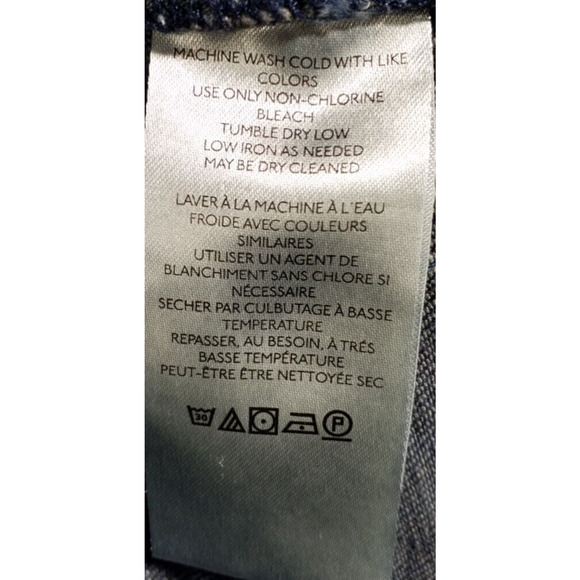 MACHINE WASH COLD WITH LIKE
COLORS
USE ONLY NON-CHLORINE
BLEACH
TUMBLE DRY LOW
LOW IRON AS NEEDED
MAY BE DRY CLEANED
LAVER À LA MACHINE À L'EAU
FROIDE AVEC COULEURS
SIMILAIRES
UTILISER UN AGENT DE
BLANCHIMENT SANS CHLORE SI
NÉCESSAIRE
SECHER PAR CULBUTAGE À BASSE
TEMPERATURE
REPASSER, AU BESOIN, À TRÉS
BASSE TEMPÉRATURE
PEUT-ÊTRE ÊTRE NETTOYÉE SEC
30 P